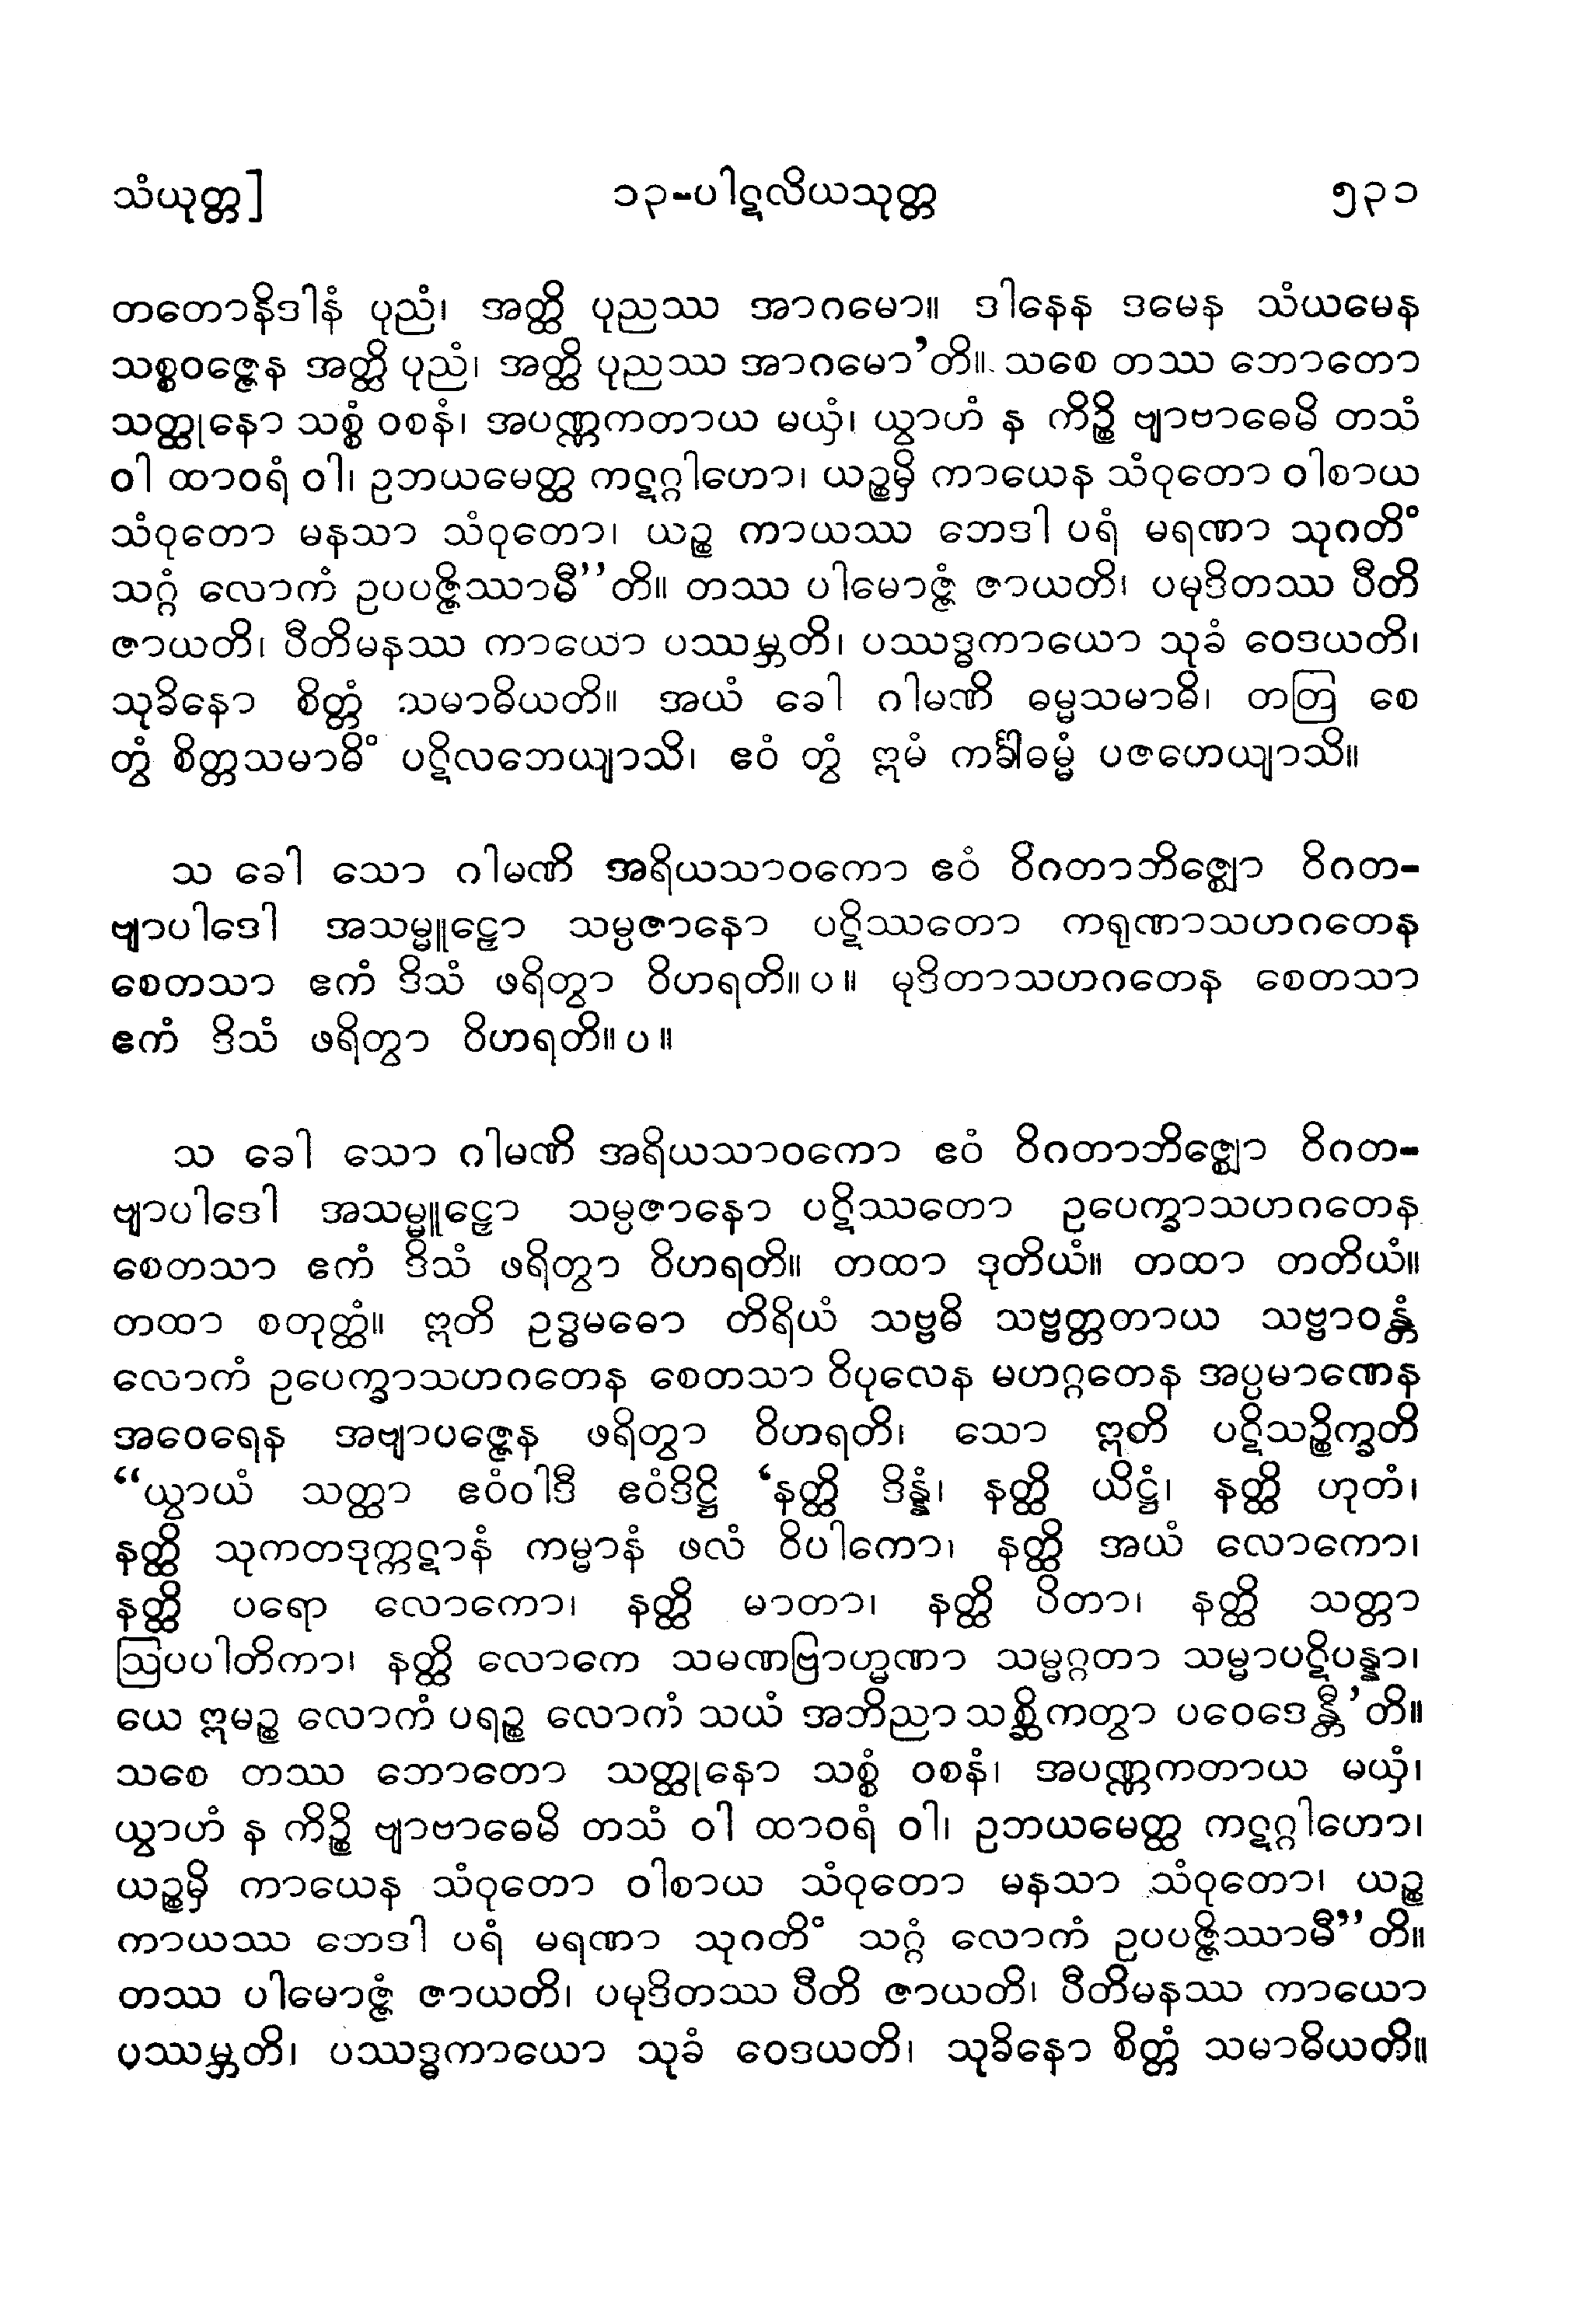 သံယုတ္တ] ၁၃-ပါဋလိယသုတ္တ ၅၃၁
တတောနိဒါနံ ပုညံ၊ အတ္ထိ ပုညဿ အာဂမော။ ဒါနေန ဒမေန သံယမေန
သစ္စဝဇ္ဇေန အတ္ထိ ပုညံ၊ အတ္ထိ ပုညဿ အာဂမော’တိ။ သစေ တဿ ဘောတော
သတ္ထုနော သစ္စံ ဝစနံ၊ အပဏ္ဏကတာယ မယှံ၊ ယွာဟံ န ကိဉ္စိ ဗျာဗာဓေမိ တသံ
ဝါ ထာဝရံ ဝါ၊ ဥဘယမေတ္ထ ကဋဂ္ဂါဟော၊ ယဉ္စမှိ ကာယေန သံဝုတော ဝါစာယ
သံဝုတော မနသာ သံဝုတော၊ ယဉ္စ ကာယဿ ဘေဒါ ပရံ မရဏာ သုဂတိံ
သဂ္ဂံ လောကံ ဥပပဇ္ဇိဿာမီ’’တိ။ တဿ ပါမောဇ္ဇံ ဇာယတိ၊ ပမုဒိတဿ ပီတိ
ဇာယတိ၊ ပီတိမနဿ ကာယော ပဿမ္ဘတိ၊ ပဿဒ္ဓကာယော သုခံ ဝေဒယတိ၊
သုခိနော စိတ္တံ သမာဓိယတိ။ အယံ ခေါ ဂါမဏိ ဓမ္မသမာဓိ၊ တတြ စေ
တွံ စိတ္တသမာဓိံ ပဋိလဘေယျာသိ၊ ဧဝံ တွံ ဣမံ ကင်္ခါဓမ္မံ ပဇဟေယျာသိ။
သ ခေါ သော ဂါမဏိ အရိယသာဝကော ဧဝံ ဝိဂတာဘိဇ္ဈော ဝိဂတ-
ဗျာပါဒေါ အသမ္မူဠှော သမ္ပဇာနော ပဋိဿတော ကရုဏာသဟဂတေန
စေတသာ ဧကံ ဒိသံ ဖရိတွာ ဝိဟရတိ။ ပ ။ မုဒိတာသဟဂတေန စေတသာ
ဧကံ ဒိသံ ဖရိတွာ ဝိဟရတိ။ ပ ။
သ ခေါ သော ဂါမဏိ အရိယသာဝကော ဧဝံ ဝိဂတာဘိဇ္ဈော ဝိဂတ-
ဗျာပါဒေါ အသမ္မူဠှော သမ္ပဇာနော ပဋိဿတော ဥပေက္ခာသဟဂတေန
စေတသာ ဧကံ ဒိသံ ဖရိတွာ ဝိဟရတိ။ တထာ ဒုတိယံ။ တထာ တတိယံ။
တထာ စတုတ္ထံ။ ဣတိ ဥဒ္ဓမဓော တိရိယံ သဗ္ဗဓိ သဗ္ဗတ္တတာယ သဗ္ဗာဝန္တံ
လောကံ ဥပေက္ခာသဟဂတေန စေတသာ ဝိပုလေန မဟဂ္ဂတေန အပ္ပမာဏေန
အဝေရေန အဗျာပဇ္ဇေန ဖရိတွာ ဝိဟရတိ၊ သော ဣတိ ပဋိသဉ္စိက္ခတိ
‘‘ယွာယံ သတ္ထာ ဧဝံဝါဒီ ဧဝံဒိဋ္ဌိ ‘နတ္ထိ ဒိန္နံ၊ နတ္ထိ ယိဋ္ဌံ၊ နတ္ထိ ဟုတံ၊
နတ္ထိ သုကတဒုက္ကဋာနံ ကမ္မာနံ ဖလံ ဝိပါကော၊ နတ္ထိ အယံ လောကော၊
နတ္ထိ ပရော လောကော၊ နတ္ထိ မာတာ၊ နတ္ထိ ပိတာ၊ နတ္ထိ သတ္တာ
ဩပပါတိကာ၊ နတ္ထိ လောကေ သမဏဗြာဟ္မဏာ သမ္မဂ္ဂတာ သမ္မာပဋိပန္နာ၊
ယေ ဣမဉ္စ လောကံ ပရဉ္စ လောကံ သယံ အဘိညာ သစ္ဆိကတွာ ပဝေဒေန္တီ’တိ။
သစေ တဿ ဘောတော သတ္ထုနော သစ္စံ ဝစနံ၊ အပဏ္ဏကတာယ မယှံ၊
ယွာဟံ န ကိဉ္စိ ဗျာဗာဓေမိ တသံ ဝါ ထာဝရံ ဝါ၊ ဥဘယမေတ္ထ ကဋဂ္ဂါဟော၊
ယဉ္စမှိ ကာယေန သံဝုတော ဝါစာယ သံဝုတော မနသာ သံဝုတော၊ ယဉ္စ
ကာယဿ ဘေဒါ ပရံ မရဏာ သုဂတိံ သဂ္ဂံ လောကံ ဥပပဇ္ဇိဿာမီ’’တိ။
တဿ ပါမောဇ္ဇံ ဇာယတိ၊ ပမုဒိတဿ ပီတိ ဇာယတိ၊ ပီတိမနဿ ကာယော
ပဿမ္ဘတိ၊ ပဿဒ္ဓကာယော သုခံ ဝေဒယတိ၊ သုခိနော စိတ္တံ သမာဓိယတိ။